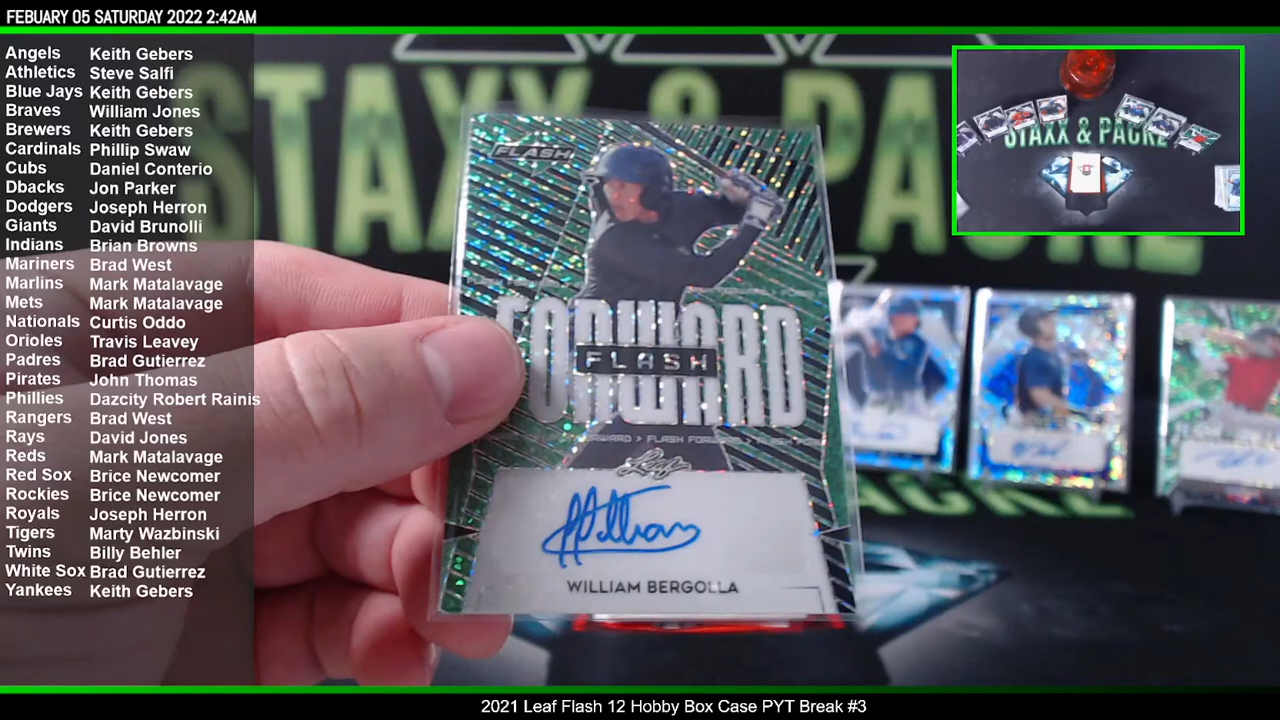 FEBUARY 05 SATURDAY 2022 2:42AM
Angels Keith Gebers
Athletics Steve Salfi
Blue Jays Keith Gebers
Braves William Jones
Brewers Keith Gebers
Cardinals Phillip Swaw
Cubs Daniel Conterio
Dbacks Jon Parker
Dodgers Joseph Herron
Giants David Brunolli
Indians Brian Browns
Mariners Brad West
Marlins Mark Matalavage
Mets Mark Matalavage
Nationals Curtis Oddo
Orioles Travis Leavey
Padres Brad Gutierrez
Pirates John Thomas
Phillies Dazcity Robert Rainis
Rangers Brad West
Rays David Jones
Reds Mark Matalavage
Red Sox Brice Newcomer
Rockies Brice Newcomer
Royals Joseph Herron
Tigers Marty Wazbinski
Twins Billy Behler
White Sox Brad Gutierrez
Yankees Keith Gebers
STAXX & PACKZ
FLASH
FORWARD
FLASH
FLASH FORWARD
Leaf
William
WILLIAM BERGOLLA
STAXX & PACKZ
2021 Leaf Flash 12 Hobby Box Case PYT Break #3